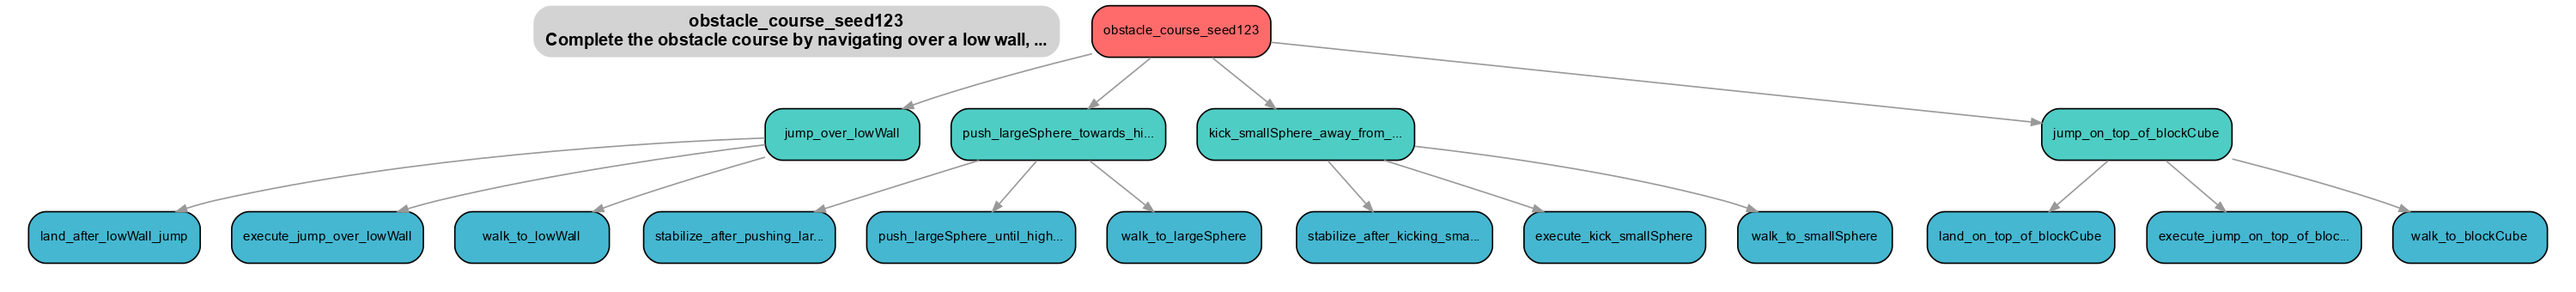 obstacle_course_seed123
Complete the obstacle course by navigating over a low wall, ...
obstacle_course_seed123
jump_over_lowWall
push_largeSphere_towards_hi...
kick_smallSphere_away_from_...
jump_on_top_of_blockCube
land_after_lowWall_jump
execute_jump_over_lowWall
walk_to_lowWall
stabilize_after_pushing_lar...
push_largeSphere_until_high...
walk_to_largeSphere
stabilize_after_kicking_sma...
execute_kick_smallSphere
walk_to_smallSphere
land_on_top_of_blockCube
execute_jump_on_top_of_bloc...
walk_to_blockCube